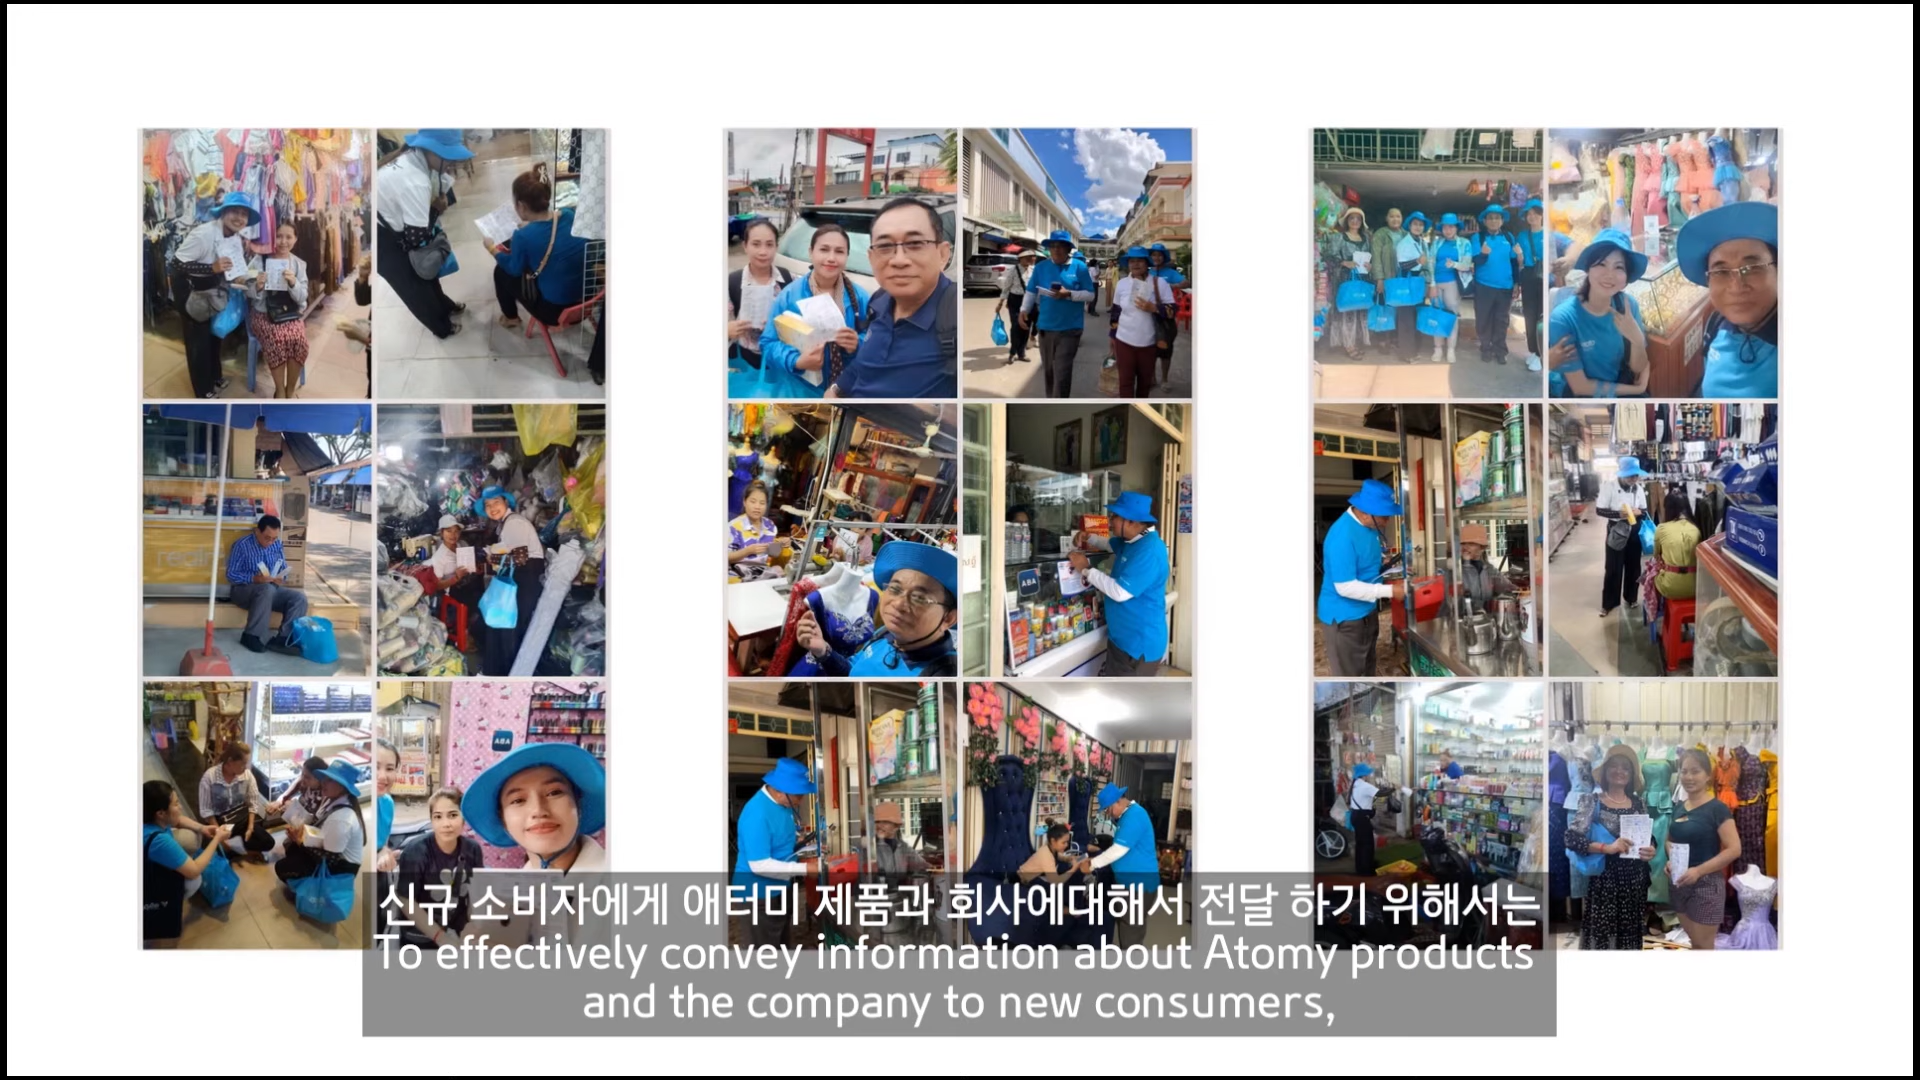 ABA
ABA
신규 소비자에게 애터미 제품과 회사에대해서 전달 하기 위해서는
To effectively convey information about Atomy products
and the company to new consumers,